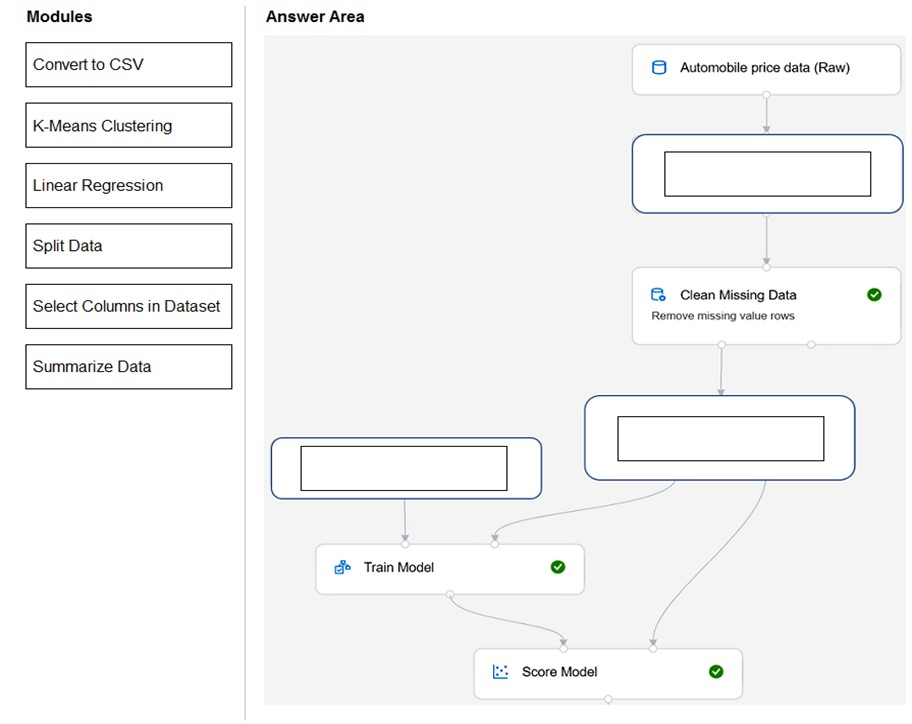 Modules
Convert to CSV
K-Means Clustering
Linear Regression
Split Data
Select Columns in Dataset
Summarize Data
Answer Area
Automobile price data (Raw)
Clean Missing Data
Remove missing value rows
Train Model
Score Model